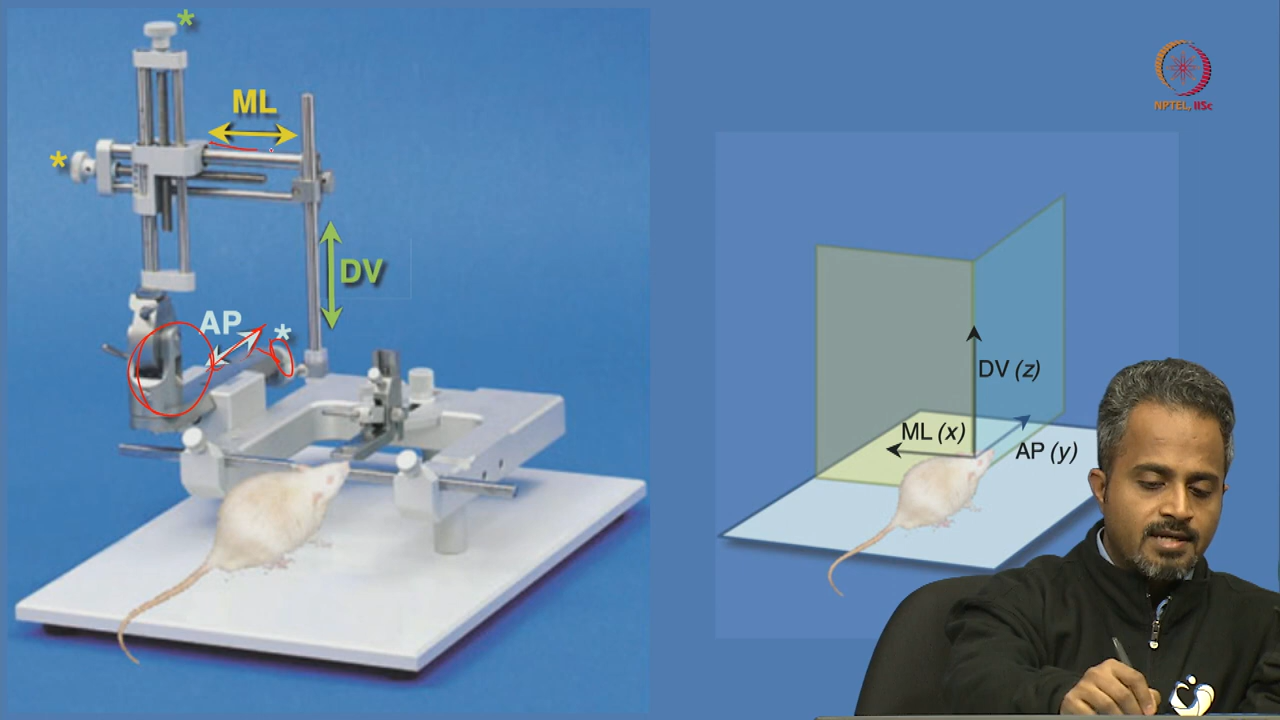 *
ML
*
DV
AP
*
NPTEL, IISc
DV (z)
ML (x)
AP (y)